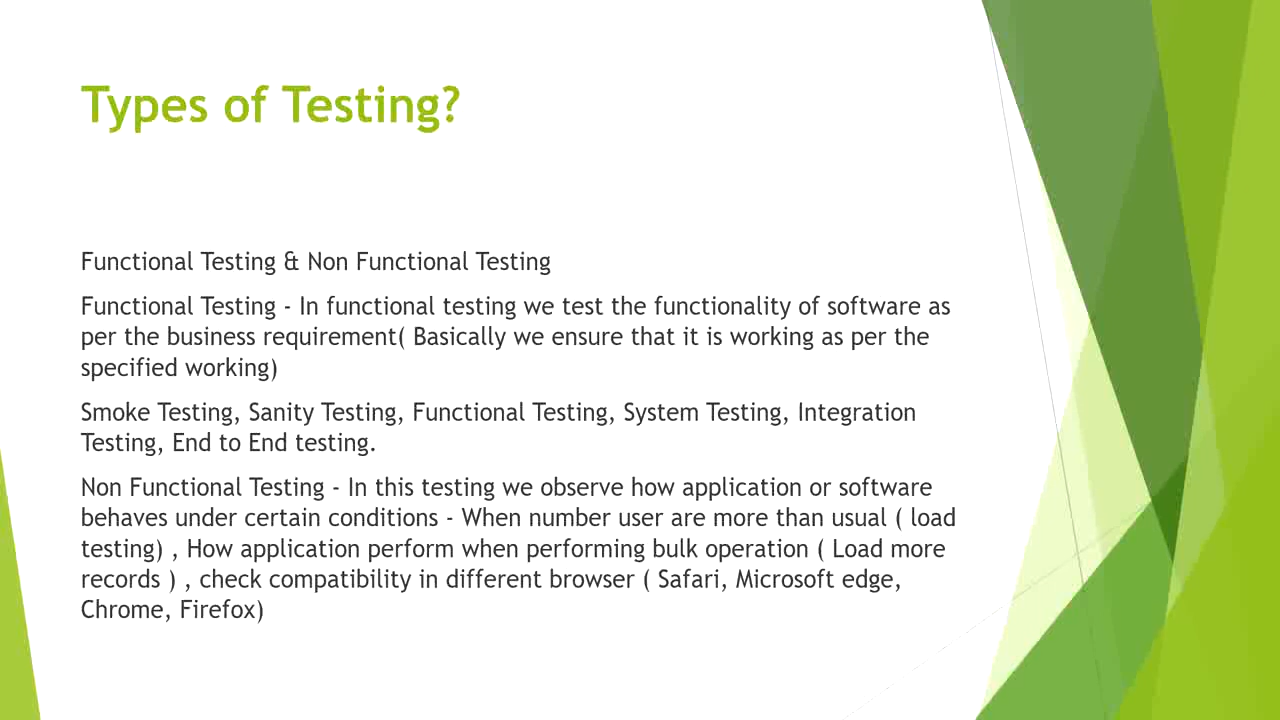 Types of Testing?
Functional Testing & Non Functional Testing
Functional Testing - In functional testing we test the functionality of software as
per the business requirement( Basically we ensure that it is working as per the
specified working)
Smoke Testing, Sanity Testing, Functional Testing, System Testing, Integration
Testing, End to End testing.
Non Functional Testing - In this testing we observe how application or software
behaves under certain conditions - When number user are more than usual ( load
testing) , How application perform when performing bulk operation ( Load more
records ) , check compatibility in different browser ( Safari, Microsoft edge,
Chrome, Firefox)